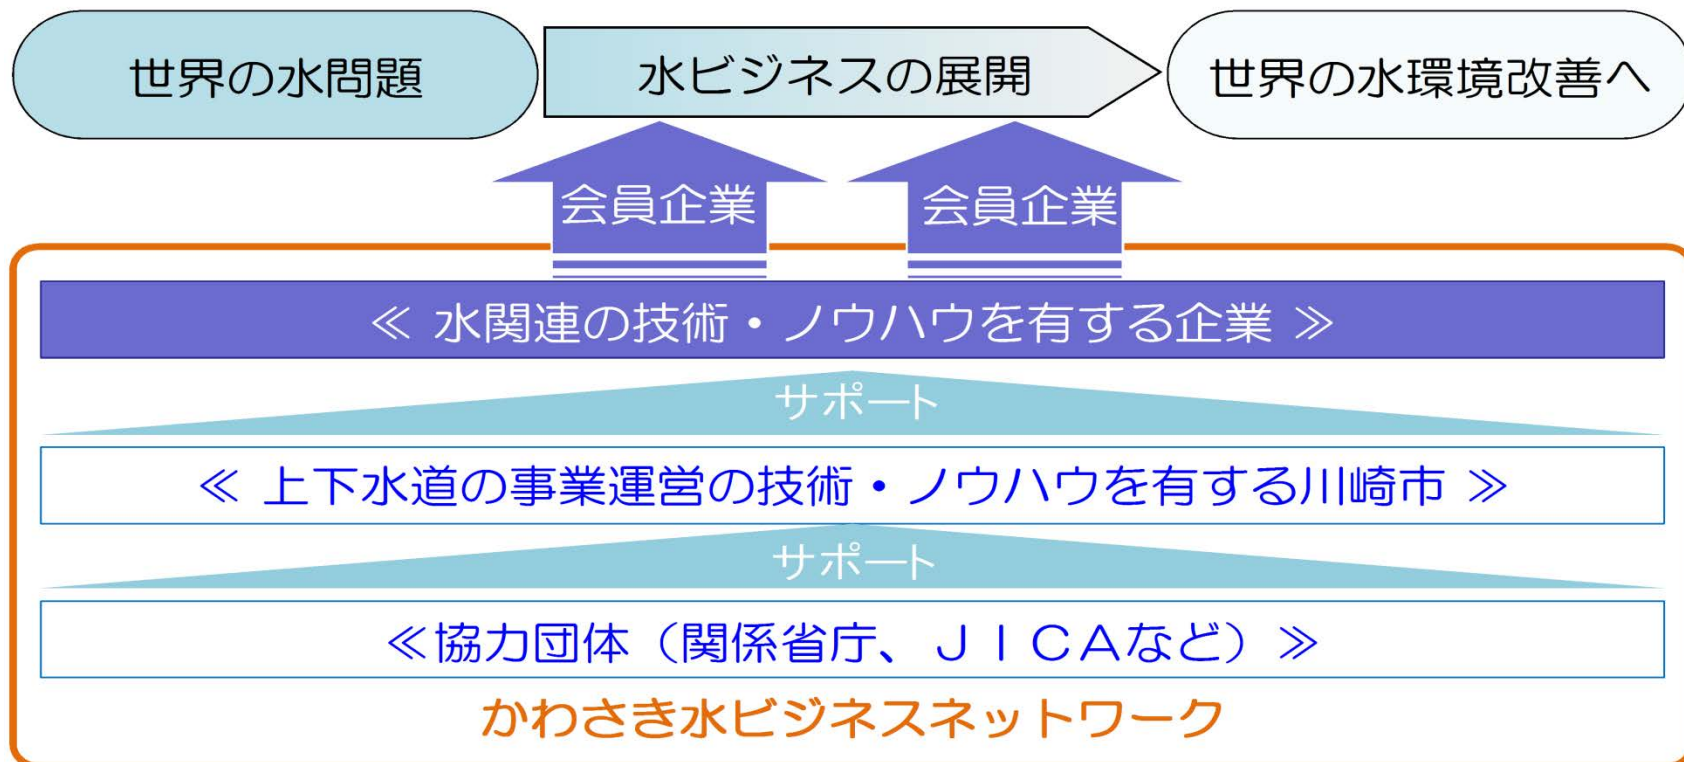 世界の水問題
水ビジネスの展開
世界の水環境改善へ
会員企業
会員企業
≪ 水関連の技術・ノウハウを有する企業 ≫
サポート
≪ 上下水道の事業運営の技術・ノウハウを有する川崎市 ≫
サポート
≪協力団体（関係省庁、ＪＩＣＡなど）≫
かわさき水ビジネスネットワーク